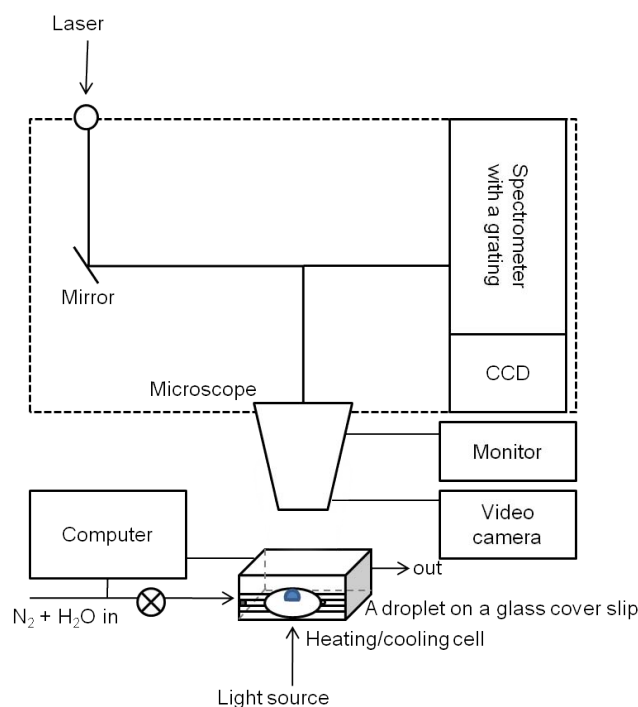 Laser
Spectrometer
with a grating
Mirror
CCD
Microscope
Monitor
Computer
Video
camera
out
N₂ + H₂O in
A droplet on a glass cover slip
Heating/cooling cell
Light source